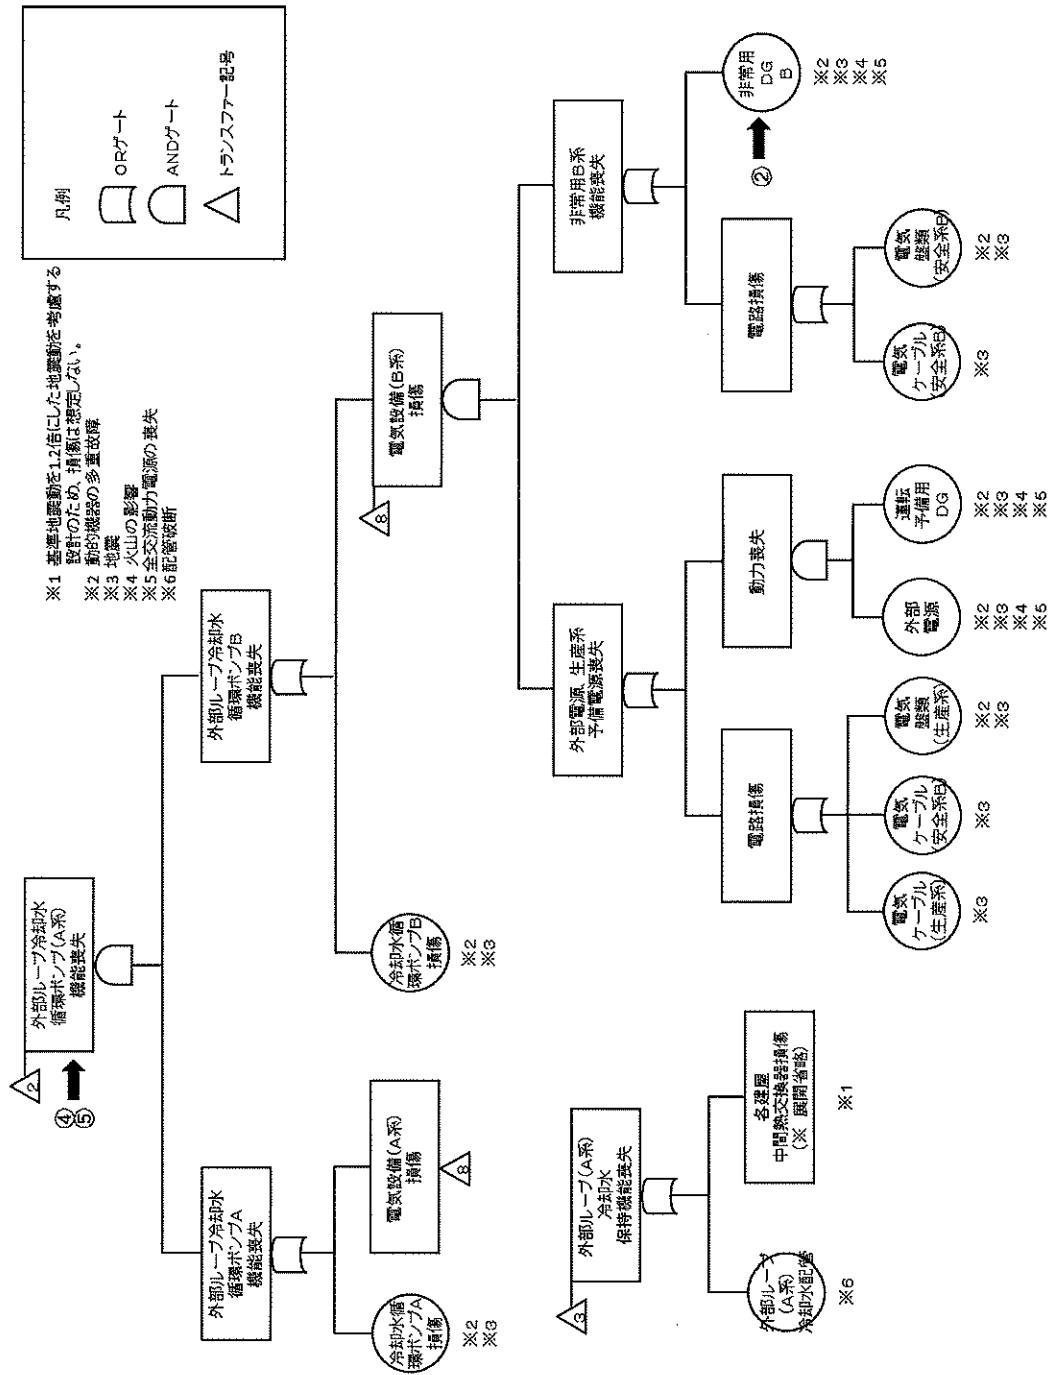 凡例
ORゲート
ANDゲート
トランスファー記号
※1 基準地震動を1.2倍にした地震動を考慮する
設計のため、損傷は想定しない。
※2 動的機器の多重故障
※3 地震
※4 火山の影響
※5 全交流動力電源の喪失
※6 配管破断
2
④
⑤
外部ループ冷却水
循環ポンプ(A系)
機能喪失
外部ループ冷却水
循環ポンプA
機能喪失
外部ループ冷却水
循環ポンプB
機能喪失
冷却水循
環ポンプA
損傷
※2
※3
電気設備(A系)
損傷
8
冷却水循
環ポンプB
損傷
※2
※3
8
電気設備(B系)
損傷
外部電源、生産系
予備電源喪失
非常用B系
機能喪失
電路損傷
動力喪失
電路損傷
②
非常用
DG
B
※2
※3
※4
※5
電気
ケーブル
(生産系)
※3
電気
ケーブル
(安全系B)
※3
電気
盤類
(生産系)
※2
※3
外部
電源
※2
※3
※4
※5
運転
予備用
DG
※2
※3
※4
※5
電気
ケーブル
(安全系B)
※3
電気
盤類
(安全系B)
※2
※3
3
外部ループ(A系)
冷却水
保持機能喪失
外部ループ
(A系)
冷却水配管
※6
各建屋
中間熱交換器損傷
(※ 展開省略)
※1